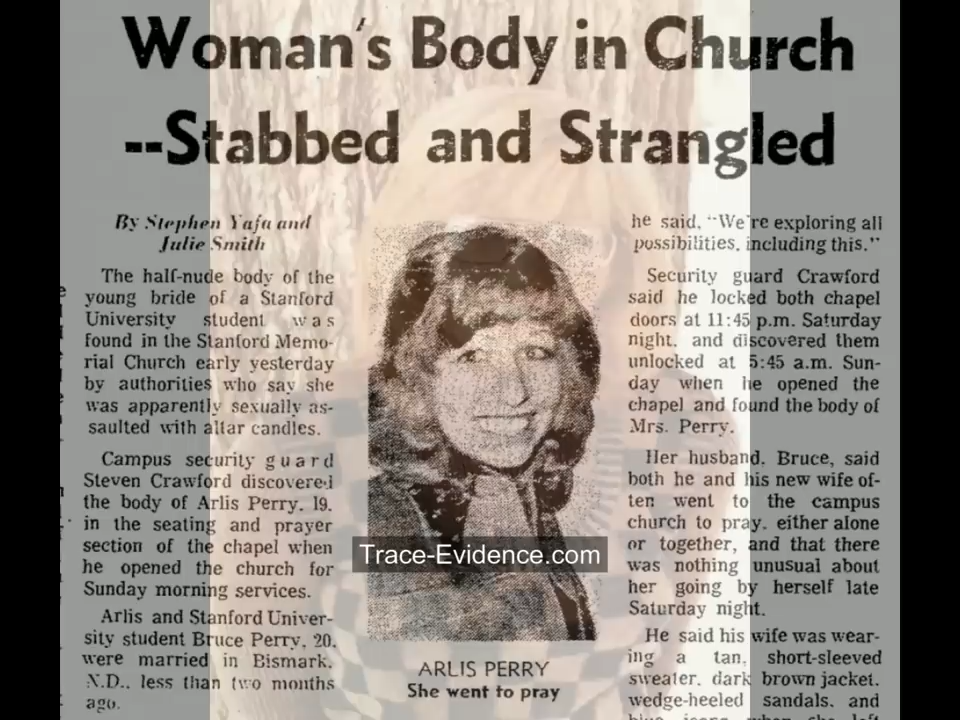 Woman's Body in Church
--Stabbed and Strangled
By Stephen Yafa and
Julie Smith
The half-nude body of the
young bride of a Stanford
University student was
found in the Stanford Memo-
rial Church early yesterday
by authorities who say she
was apparently sexually as-
saulted with altar candles.
Campus security guard
Steven Crawford discovered
the body of Arlis Perry, 19,
in the seating and prayer
section of the chapel when
he opened the church for
Sunday morning services.
Arlis and Stanford Univer-
sity student Bruce Perry, 20,
were married in Bismark,
N.D., less than two months
ago.
Trace-Evidence.com
ARLIS PERRY
She went to pray
he said, "We're exploring all
possibilities, including this."
Security guard Crawford
said he locked both chapel
doors at 11:45 p.m. Saturday
night, and discovered them
unlocked at 5:45 a.m. Sun-
day when he opened the
chapel and found the body of
Mrs. Perry.
Her husband, Bruce, said
both he and his new wife of-
ten went to the campus
church to pray, either alone
or together, and that there
was nothing unusual about
her going by herself late
Saturday night.
He said his wife was wear-
ing a tan, short-sleeved
sweater, dark brown jacket,
wedge-heeled sandals, and